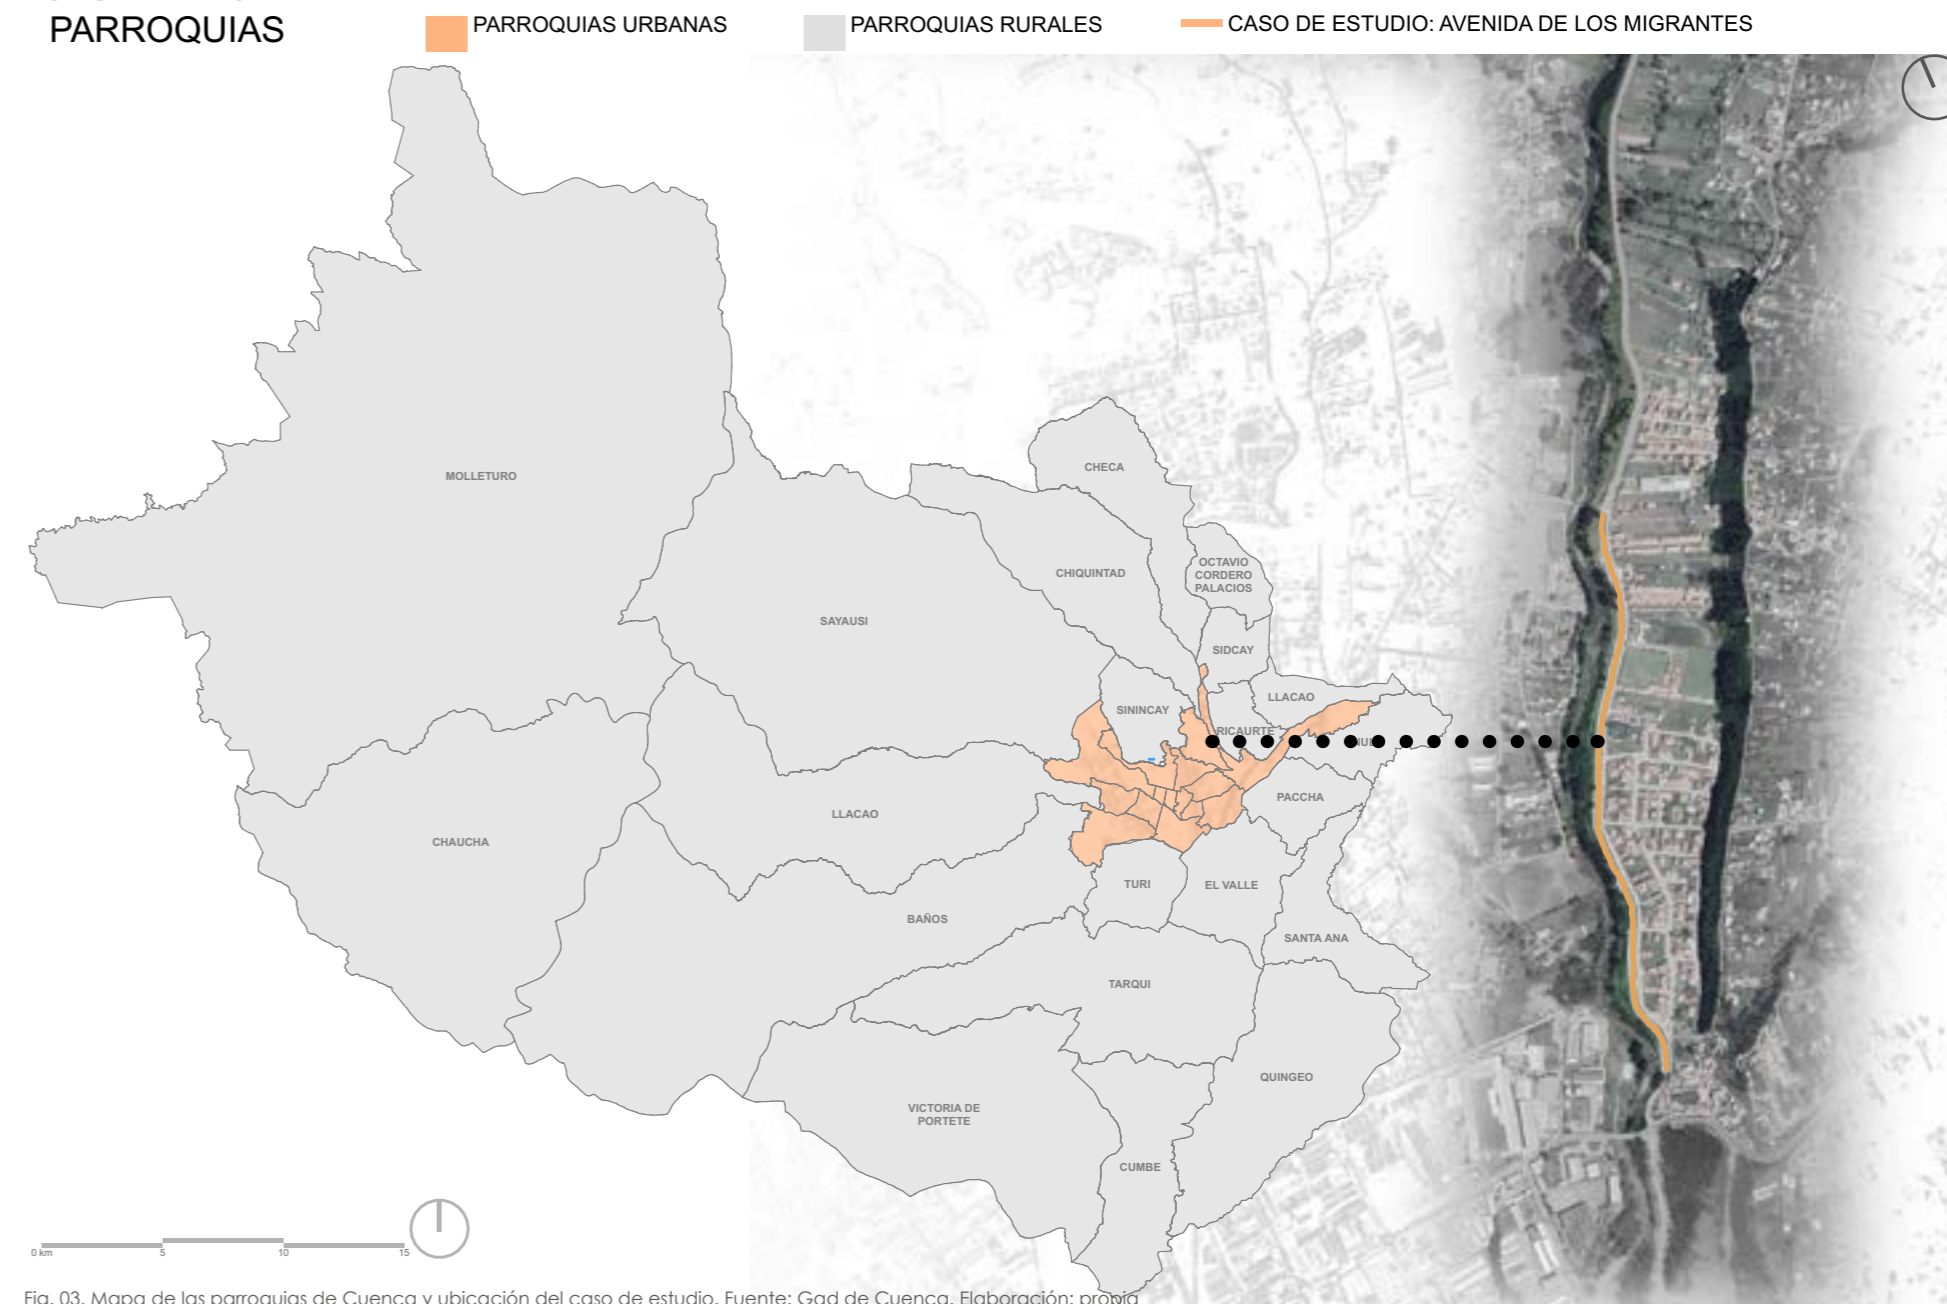 PARROQUIAS
PARROQUIAS URBANAS
PARROQUIAS RURALES
CASO DE ESTUDIO: AVENIDA DE LOS MIGRANTES
MOLLETURO
CHECA
OCTAVIO
CORDERO
PALACIOS
CHIQUINTAD
SAYAUSI
SIDCAY
LLACAO
SININCAY
RICAURTE
PACCHA
LLACAO
CHAUCHA
TURI
EL VALLE
BAÑOS
SANTA ANA
TARQUI
QUINGEO
VICTORIA DE
PORTETE
CUMBE
0 km 5 10 15
Fig. 03. Mapa de las parroquias de Cuenca y ubicación del caso de estudio. Fuente: Gad de Cuenca. Elaboración: propia